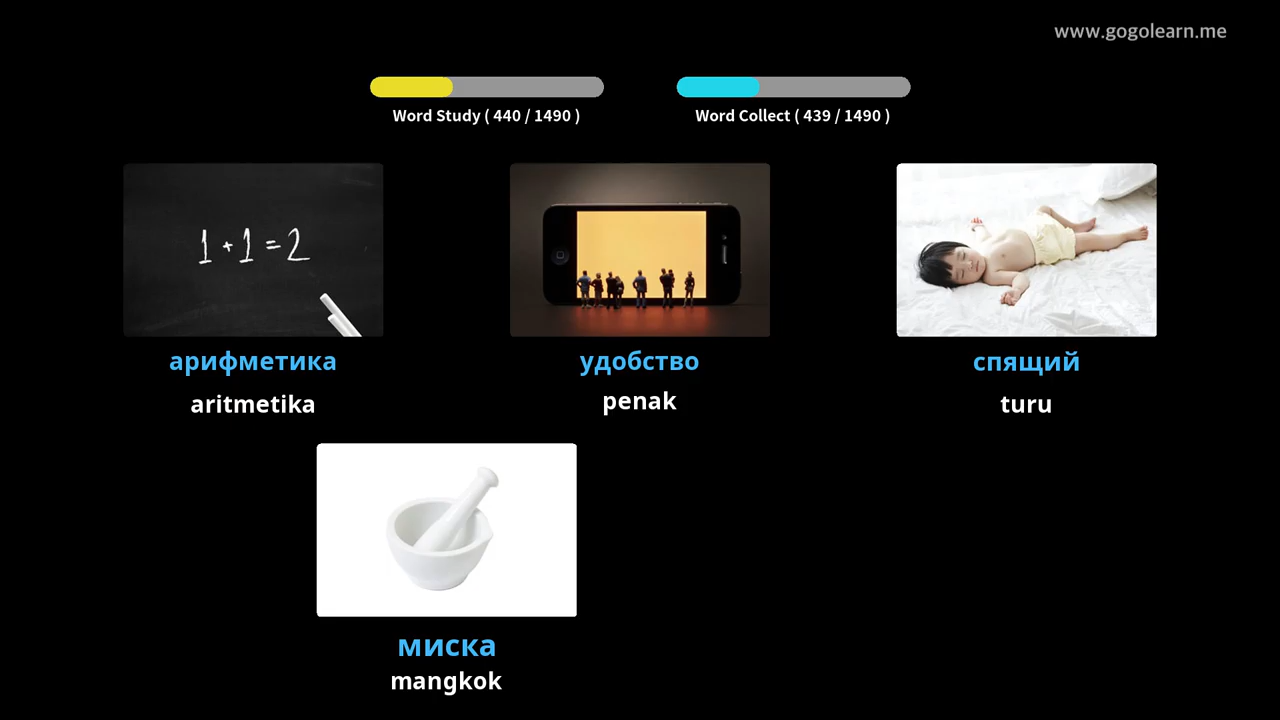 www.gogolearn.me
Word Study ( 440 / 1490 )
Word Collect ( 439 / 1490 )
1 + 1 = 2
арифметика
aritmetika
удобство
penak
спящий
turu
миска
mangkok